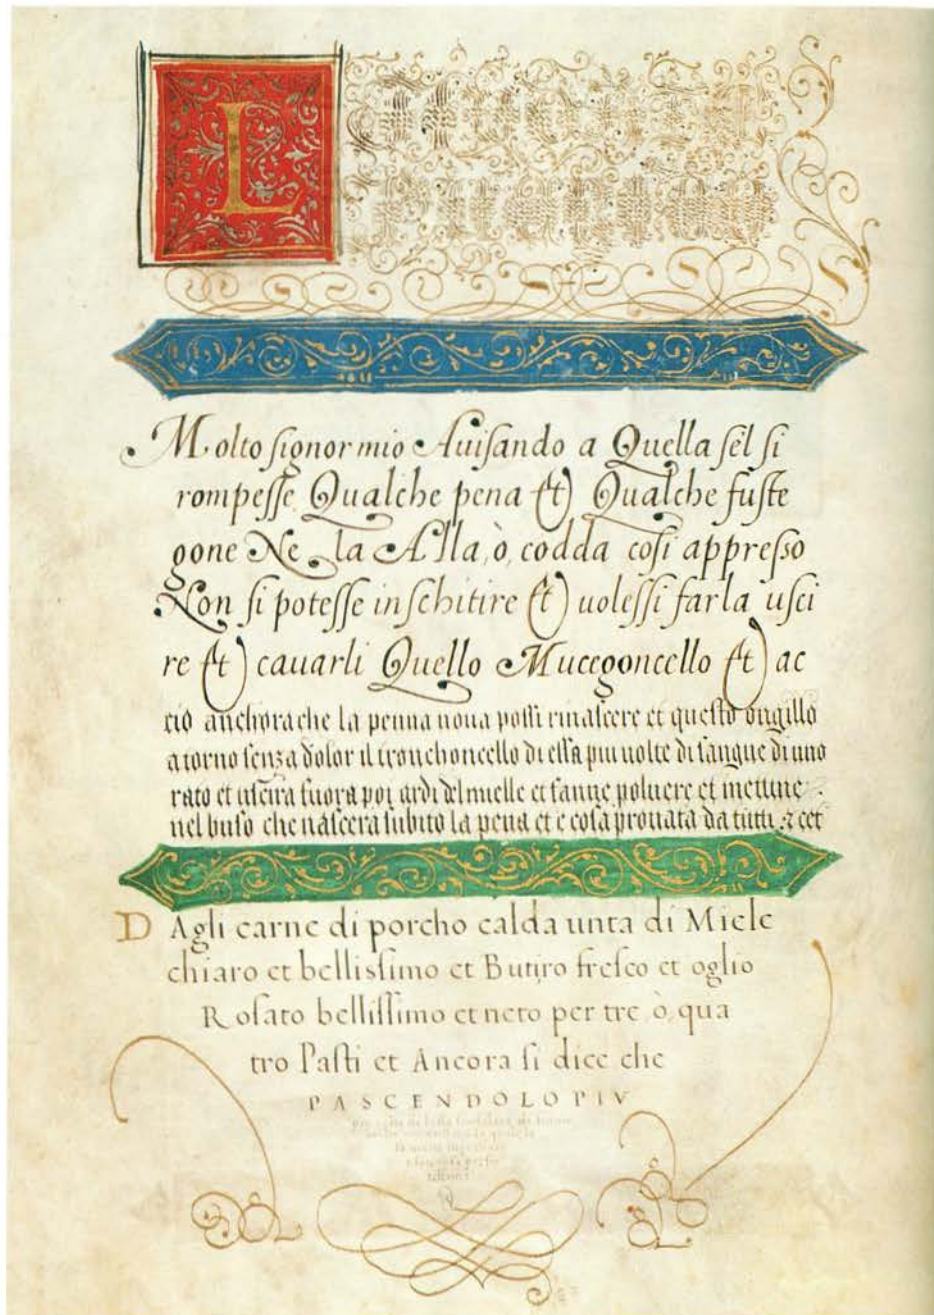 L
Molto ſignor mio Auiſando a Quella ſel ſi
rompeſſe Qualche pena et Qualche fuſte
gone Ne la Alla, ò, codda coſi appreſſo
Non ſi poteſſe inſchitire et uoleſſi farla uſci
re et cauarli Quello Mucegoncello et ac
ciò anchora che la penna noua poſſi rinaſcere et queſto ongillo
a torno ſenza dolor il tronchoncello di eſſa piu uolte di ſangue di uno
rato et uſcira fuora poi ardi del muelle et fanne poluere et mettine
nel buſo che naſcera ſubito la pena et e coſa prouata da tutti & cet
D Agli carne di porcho calda unta di Miele
chiaro et belliſſimo et Butiro freſco et oglio
Roſato belliſſimo et neto per tre ò, qua
tro Paſti et Ancora ſi dice che
PASCENDOLO PIV